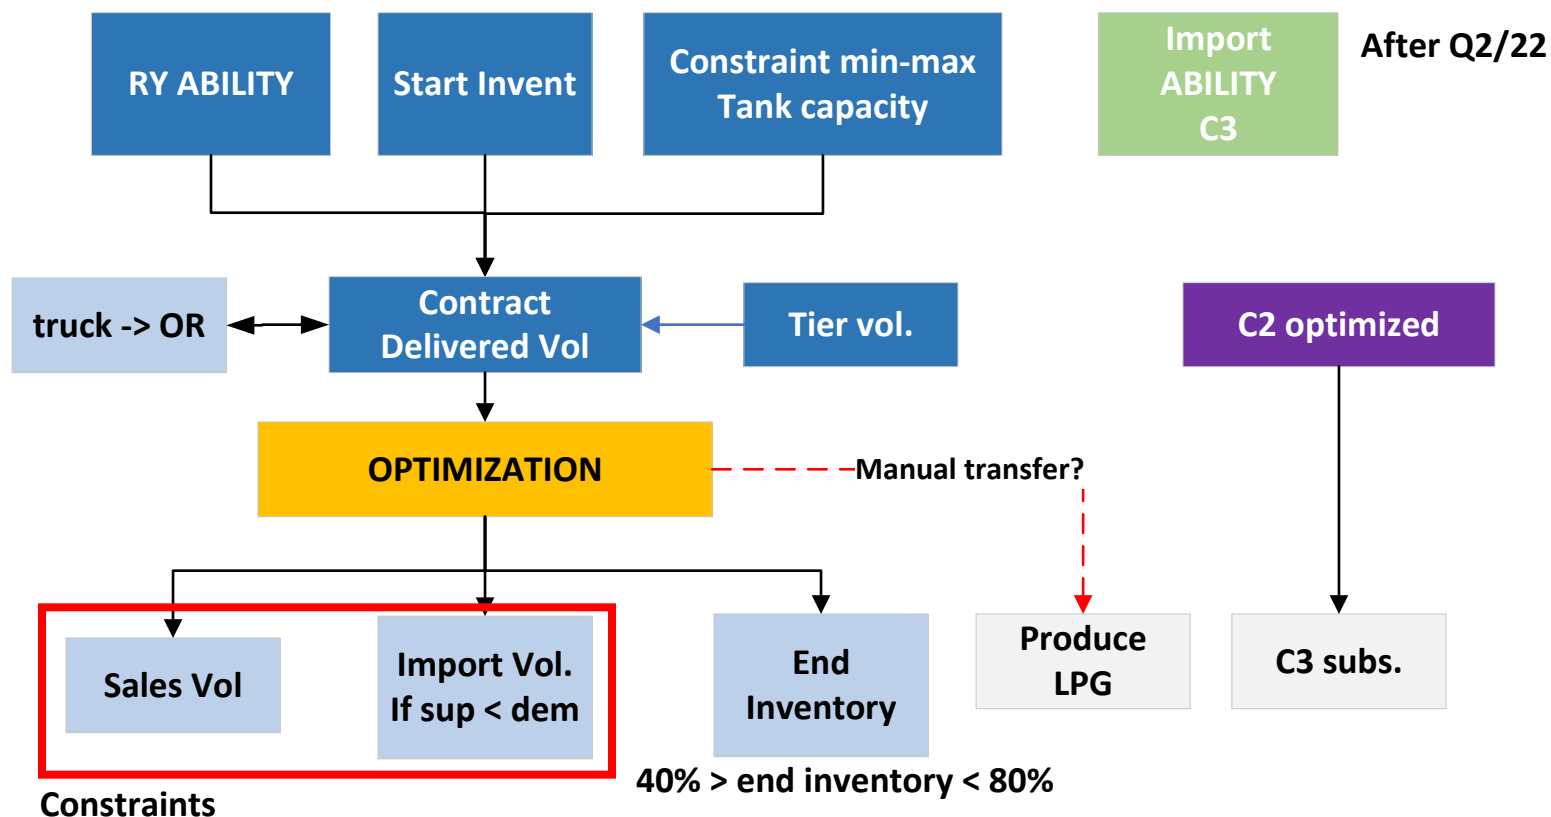 RY ABILITY
Start Invent
Constraint min-max
Tank capacity
Import
ABILITY
C3
After Q2/22
truck -> OR
Contract
Delivered Vol
Tier vol.
C2 optimized
OPTIMIZATION
Manual transfer?
Sales Vol
Import Vol.
If sup < dem
End
Inventory
Produce
LPG
C3 subs.
40% > end inventory < 80%
Constraints